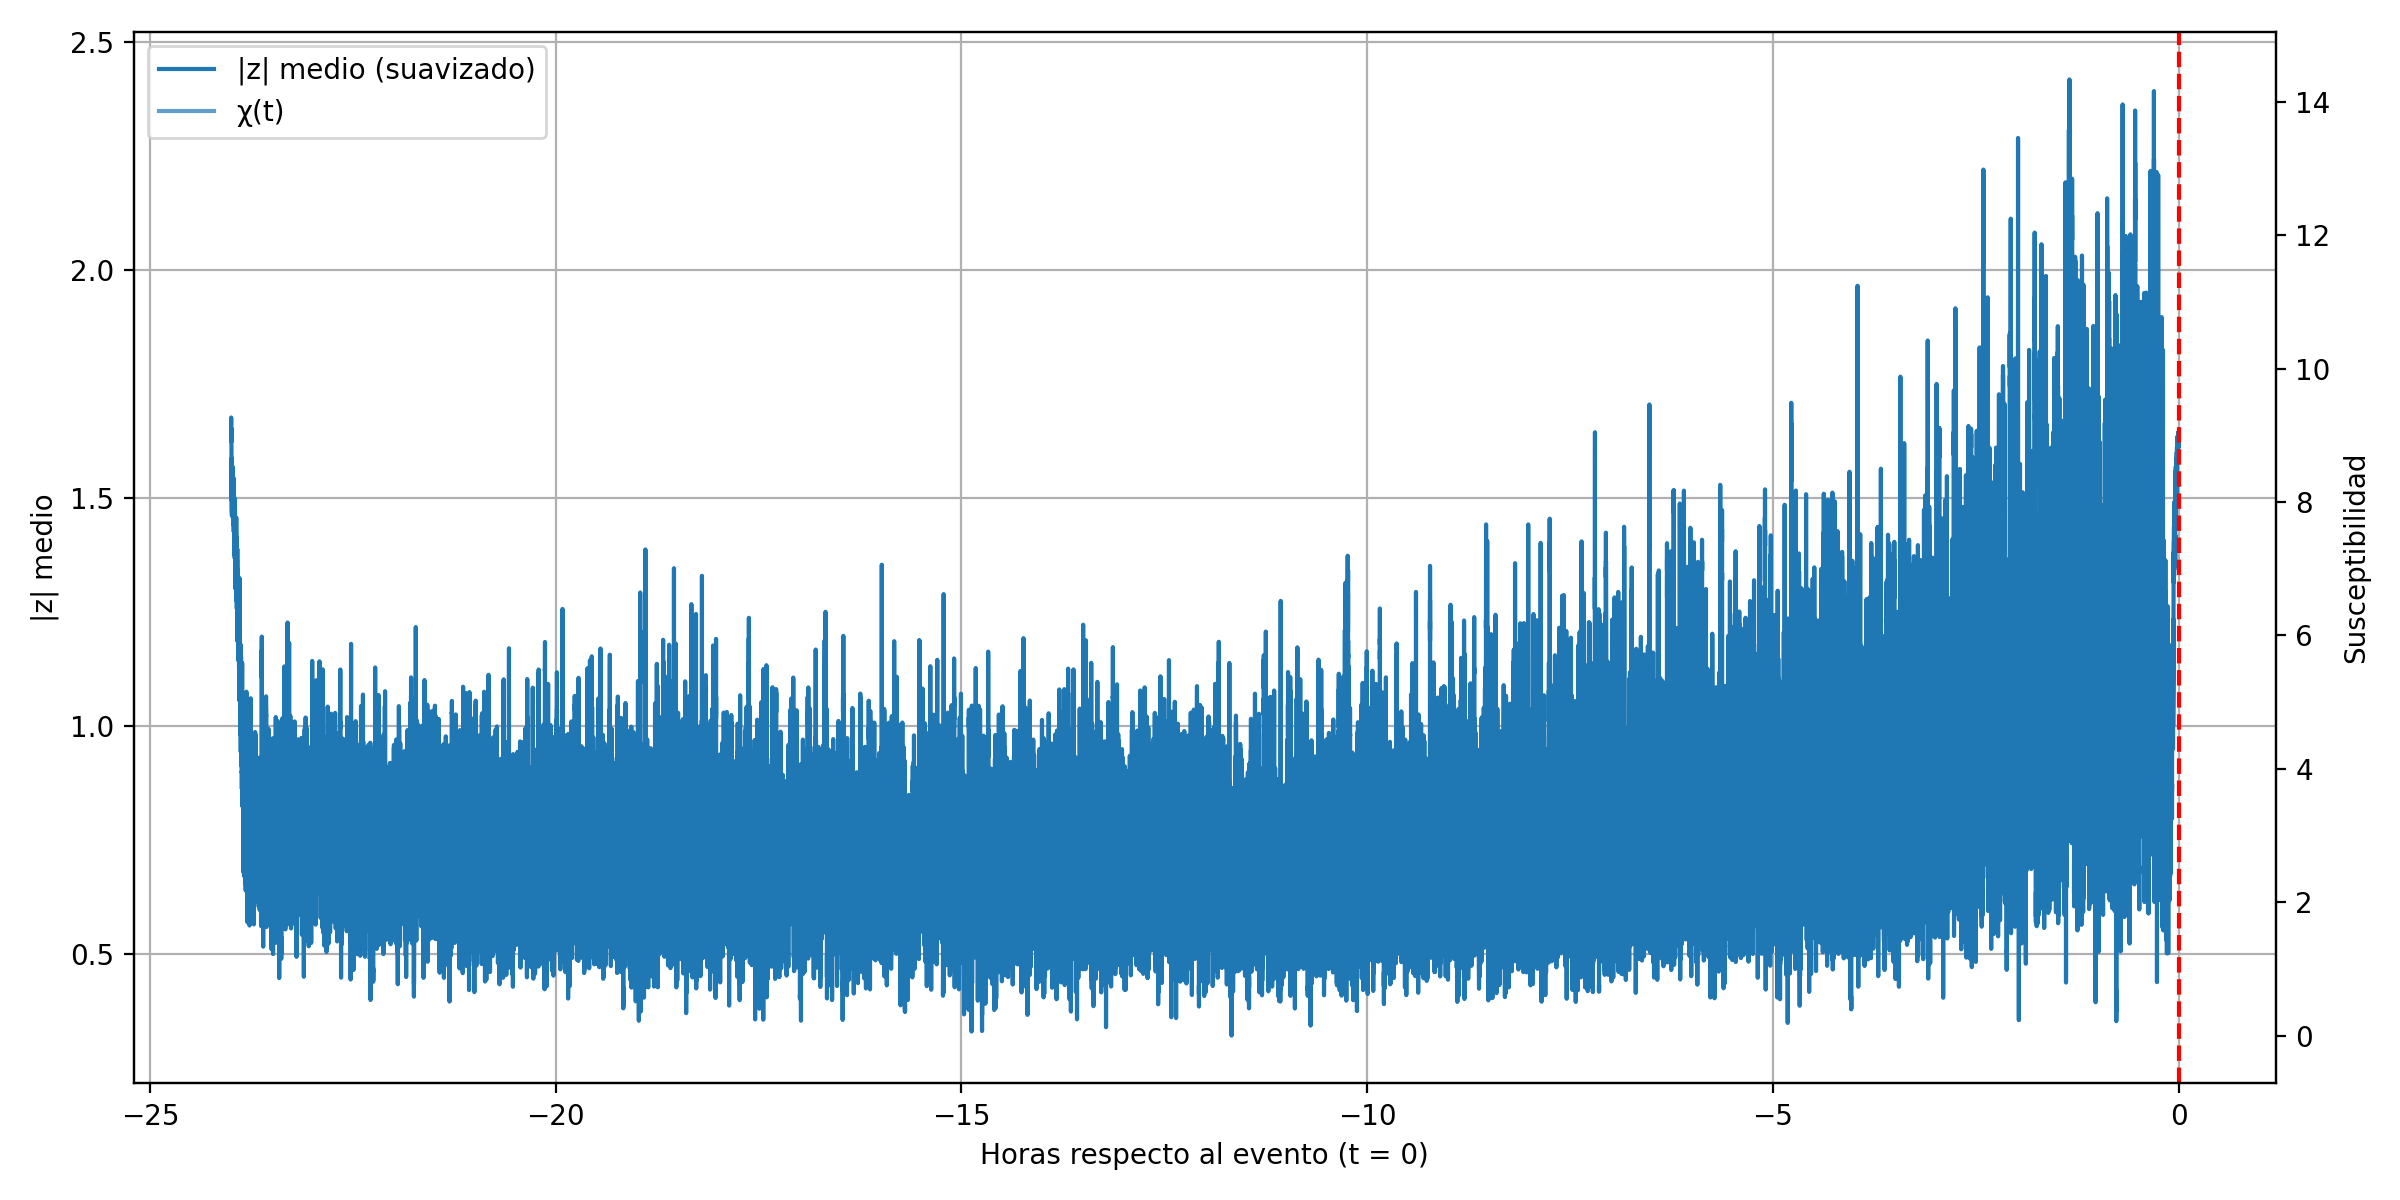 |z| medio (suavizado)
χ(t)
2.5
2.0
1.5
1.0
0.5
|z| medio
14
12
10
8
6
4
2
0
Susceptibilidad
−25 −20 −15 −10 −5 0
Horas respecto al evento (t = 0)